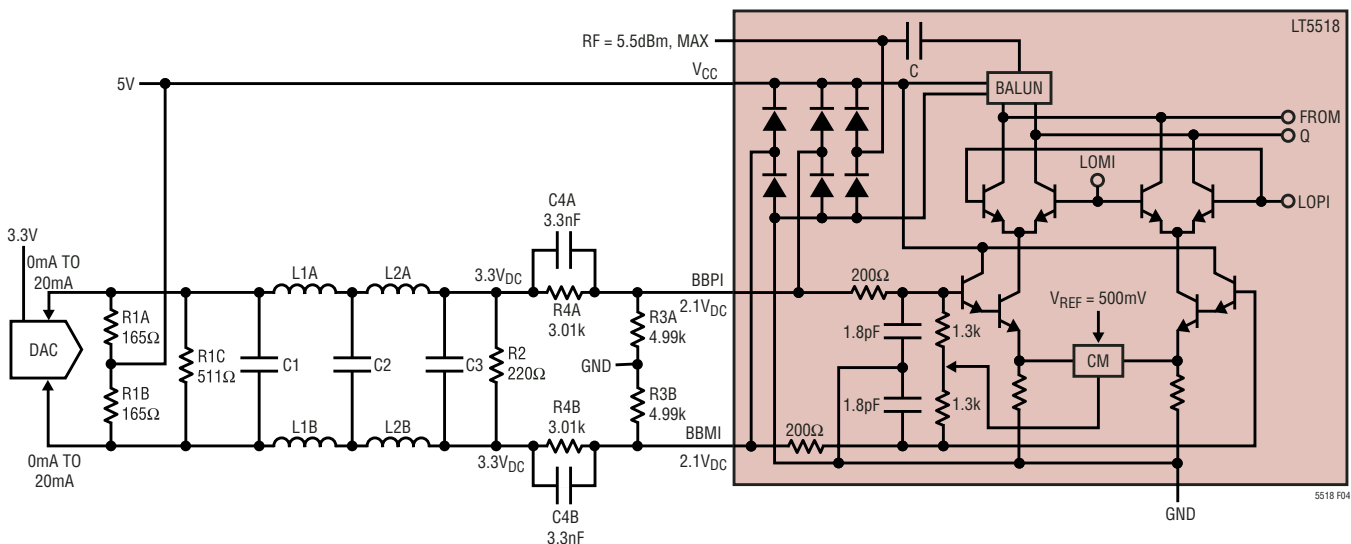 LT5518
RF = 5.5dBm, MAX
C
5V
VCC
BALUN
FROM
Q
LOMI
LOPI
C4A
3.3nF
3.3V
0mA TO
20mA
L1A
L2A
3.3VDC
R4A
3.01k
BBPI
2.1VDC
200Ω
VREF = 500mV
R1A
165Ω
R1C
511Ω
DAC
R1B
165Ω
C1
C2
C3
R2
220Ω
R3A
4.99k
GND
R3B
4.99k
1.8pF
1.3k
CM
1.8pF
1.3k
L1B
L2B
R4B
3.01k
BBMI
200Ω
0mA TO
20mA
3.3VDC
2.1VDC
C4B
3.3nF
GND
5518 F04